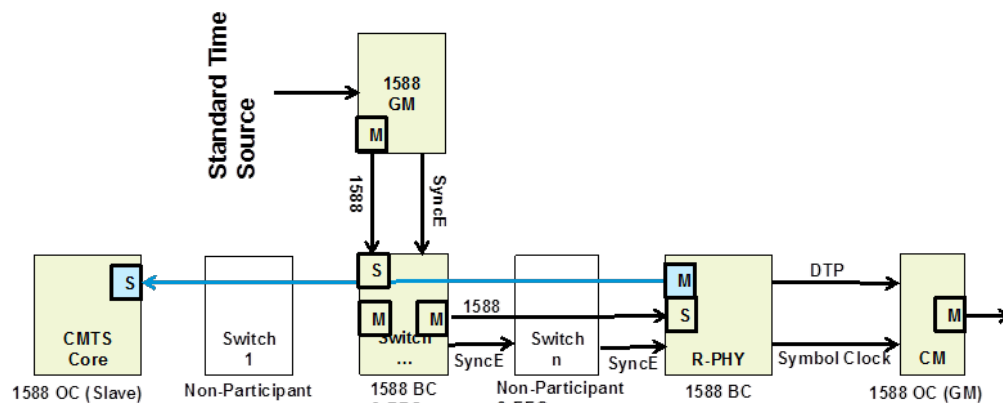 Standard Time
Source
1588
GM
M
1588
SyncE
S
CMTS
Core
Switch
1
S
M
M
Switch
...
1588
SyncE
Switch
n
SyncE
M
S
R-PHY
DTP
Symbol Clock
M
CM
1588 OC (Slave)
Non-Participant
1588 BC
Non-Participant
1588 BC
1588 OC (GM)